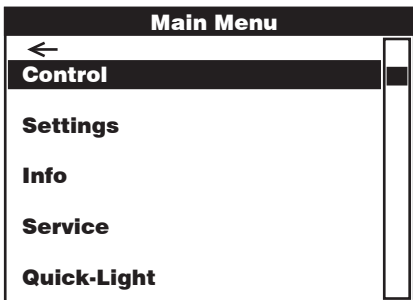 Main Menu
←
Control
Settings
Info
Service
Quick-Light